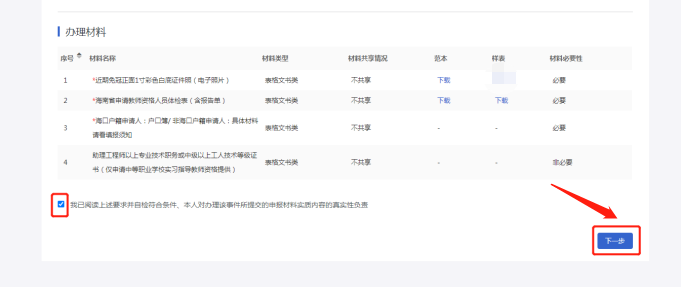 办理材料
序号 材料名称 材料类型 材料共享情况 范本 样表 材料必要性
1 *近期免冠正面1寸彩色白底证件照（电子照片） 表格文书类 不共享 下载 必要
2 *海南省申请教师资格人员体检表（含报告单） 表格文书类 不共享 下载 下载 必要
3 *海口户籍申请人：户口簿/ 非海口户籍申请人：具体材料 表格文书类 不共享 - - 必要
请看填报须知
4 助理工程师以上专业技术职务或中级以上工人技术等级证 表格文书类 不共享 - - 非必要
书（仅申请中等职业学校实习指导教师资格提供）
我已阅读上述要求并自检符合条件，本人对办理该事件所提交的申报材料实质内容的真实性负责
下一步